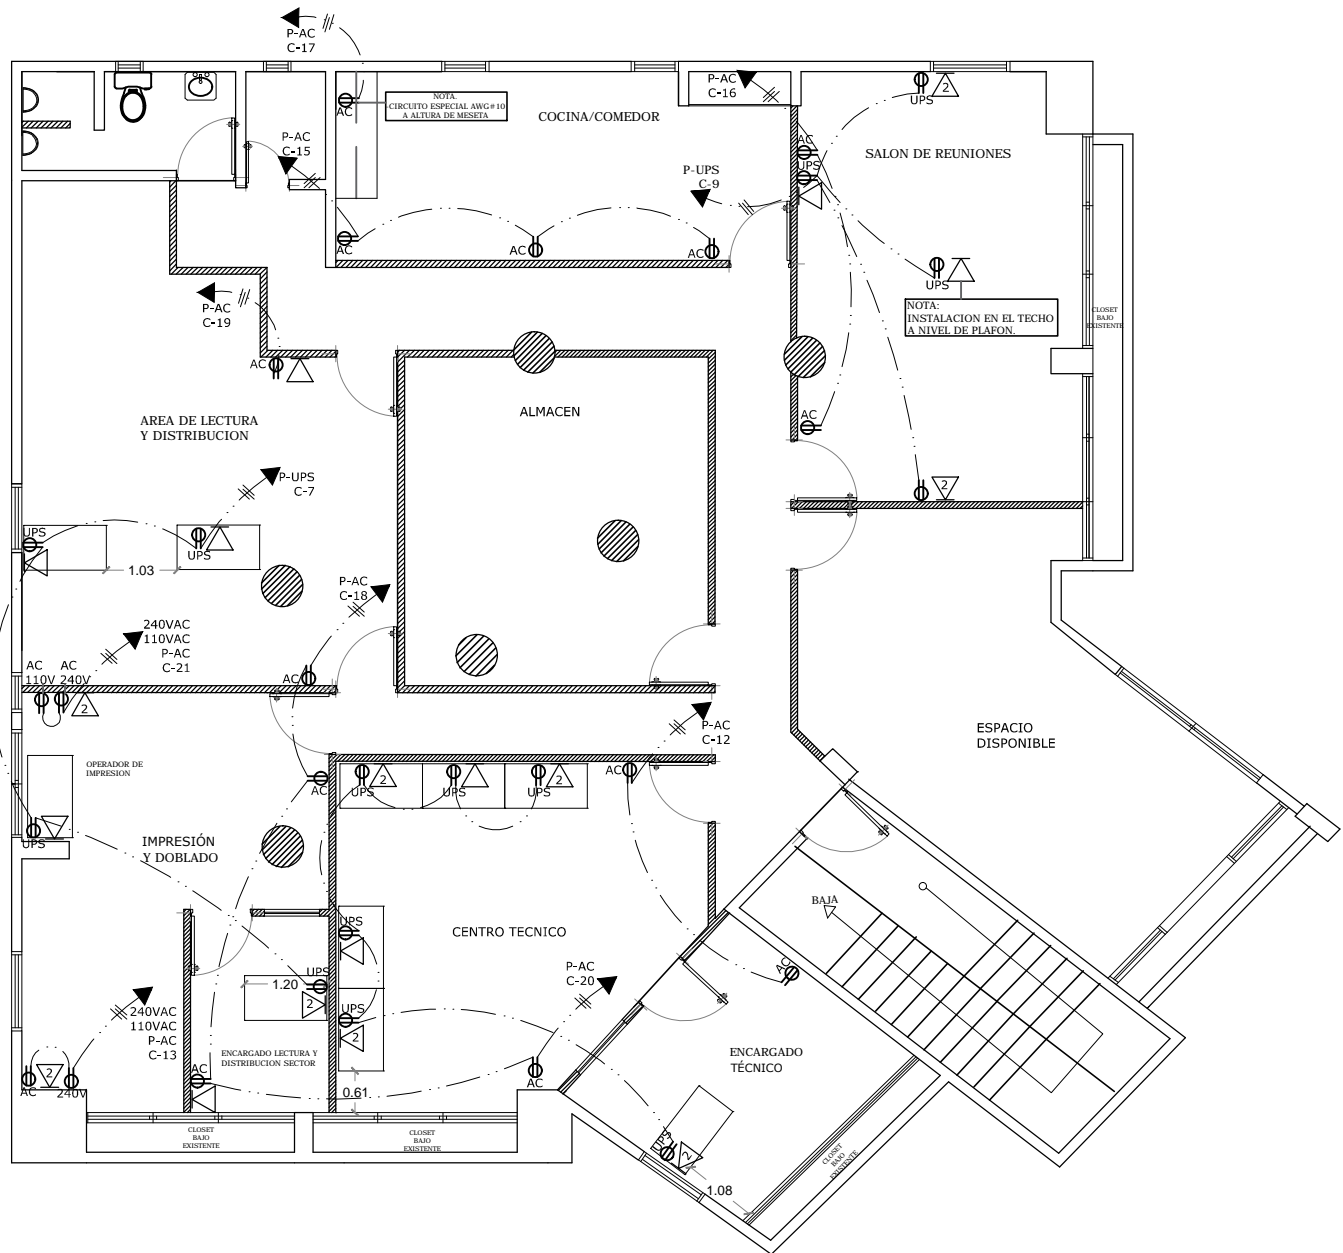 P-AC
C-17
NOTA.
CIRCUITO ESPECIAL AWG#10
A ALTURA DE MESETA
AC
COCINA/COMEDOR
P-AC
C-16
UPS
2
P-AC
C-15
AC
UPS
SALON DE REUNIONES
P-UPS
C-9
AC
AC
AC
UPS
NOTA:
INSTALACION EN EL TECHO
A NIVEL DE PLAFON.
CLOSET
BAJO
EXISTENTE
P-AC
C-19
AC
AREA DE LECTURA
Y DISTRIBUCION
ALMACEN
AC
P-UPS
C-7
2
UPS
UPS
1.03
P-AC
C-18
240VAC
110VAC
P-AC
C-21
AC
110V
AC
240V
AC
2
P-AC
C-12
ESPACIO
DISPONIBLE
OPERADOR DE
IMPRESION
AC
UPS
2
UPS
2
UPS
2
AC
UPS
IMPRESIÓN
Y DOBLADO
BAJA
UPS
CENTRO TECNICO
UPS
1.20
2
P-AC
C-20
AC
240VAC
110VAC
P-AC
C-13
UPS
2
ENCARGADO LECTURA Y
DISTRIBUCION SECTOR
ENCARGADO
TÉCNICO
AC
2
240V
AC
0.61
AC
CLOSET
BAJO
EXISTENTE
CLOSET
BAJO
EXISTENTE
UPS
2
1.08
CLOSET
BAJO
EXISTENTE